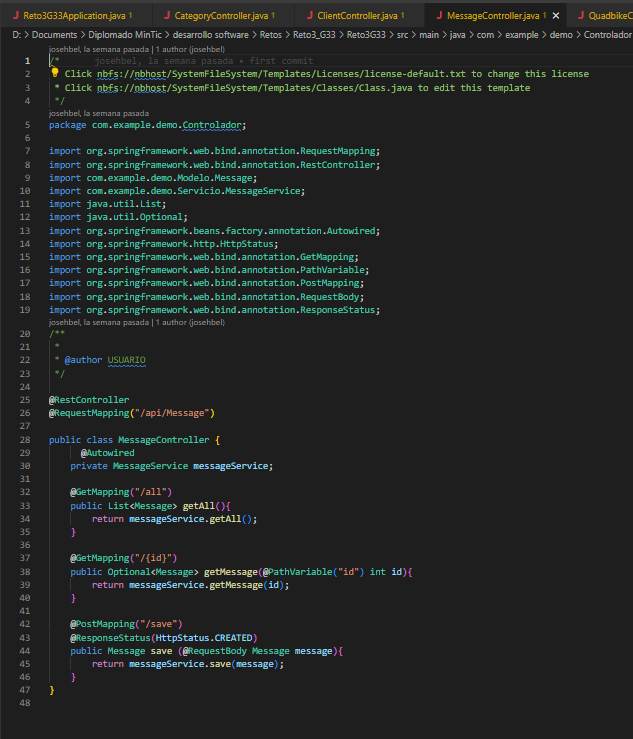 Reto3G33Application.java 1
CategoryController.java 1
ClientController.java 1
MessageController.java 1
Quadbike
D: > Documents > Diplomado MinTic > desarrollo software > Retos > Reto3_G33 > Reto3G33 > src > main > java > com > example > demo > Controlador
josehbel, la semana pasada | 1 author (josehbel)
1 /* josehbel, la semana pasada • first commit
2 Click nbfs://nbhost/SystemFileSystem/Templates/Licenses/license-default.txt to change this license
3 * Click nbfs://nbhost/SystemFileSystem/Templates/Classes/Class.java to edit this template
4 */
josehbel, la semana pasada
5 package com.example.demo.Controlador;
6
7 import org.springframework.web.bind.annotation.RequestMapping;
8 import org.springframework.web.bind.annotation.RestController;
9 import com.example.demo.Modelo.Message;
10 import com.example.demo.Servicio.MessageService;
11 import java.util.List;
12 import java.util.Optional;
13 import org.springframework.beans.factory.annotation.Autowired;
14 import org.springframework.http.HttpStatus;
15 import org.springframework.web.bind.annotation.GetMapping;
16 import org.springframework.web.bind.annotation.PathVariable;
17 import org.springframework.web.bind.annotation.PostMapping;
18 import org.springframework.web.bind.annotation.RequestBody;
19 import org.springframework.web.bind.annotation.ResponseStatus;
josehbel, la semana pasada | 1 author (josehbel)
20 /**
21 *
22 * @author USUARIO
23 */
24
25 @RestController
26 @RequestMapping("/api/Message")
27
28 public class MessageController {
29 @Autowired
30 private MessageService messageService;
31
32 @GetMapping("/all")
33 public List<Message> getAll(){
34 return messageService.getAll();
35 }
36
37 @GetMapping("/{id}")
38 public Optional<Message> getMessage(@PathVariable("id") int id){
39 return messageService.getMessage(id);
40 }
41
42 @PostMapping("/save")
43 @ResponseStatus(HttpStatus.CREATED)
44 public Message save (@RequestBody Message message){
45 return messageService.save(message);
46 }
47 }
48